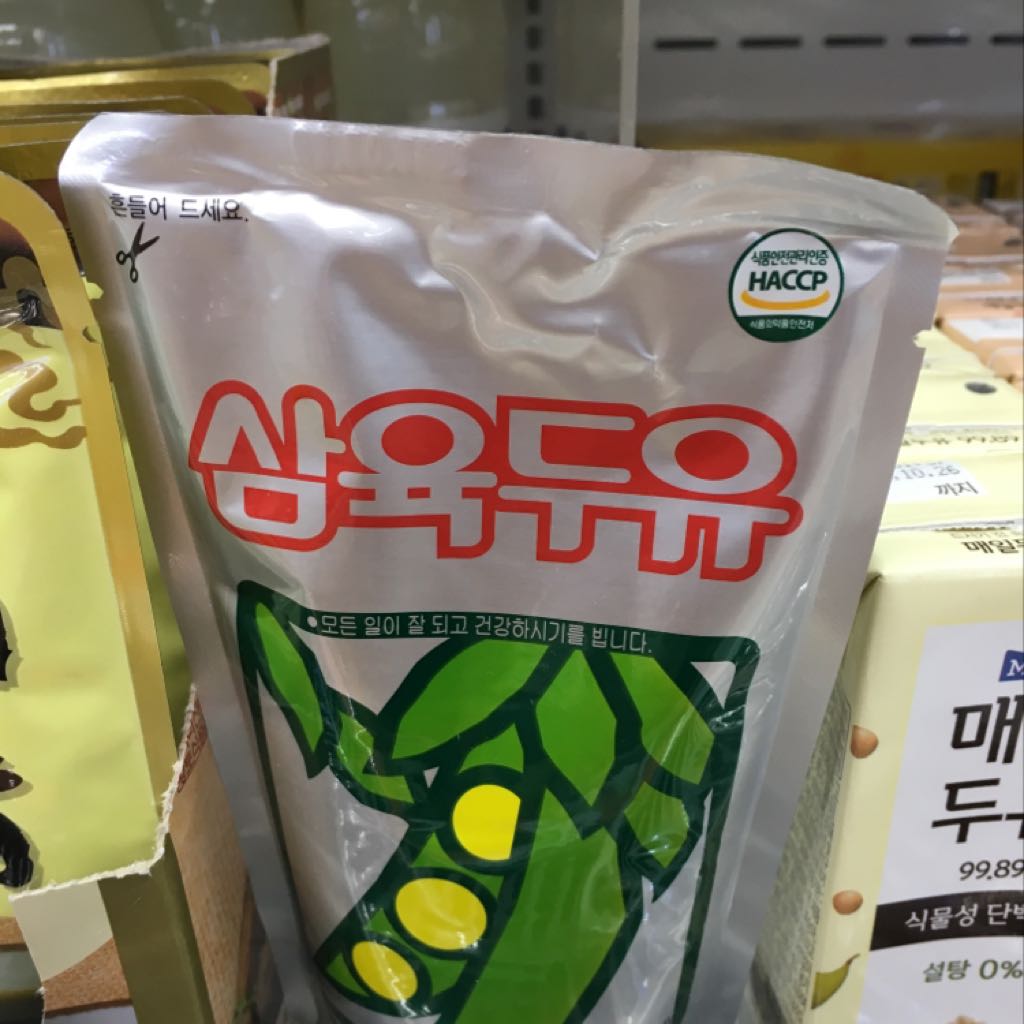 흔들어 드세요.
식품안전관리인증
HACCP
식품의약품안전처
삼육두유
•모든 일이 잘 되고 건강하시기를 빕니다.
10.26
까지
매일두
매
두
99.89
식물성 단백
설탕 0%